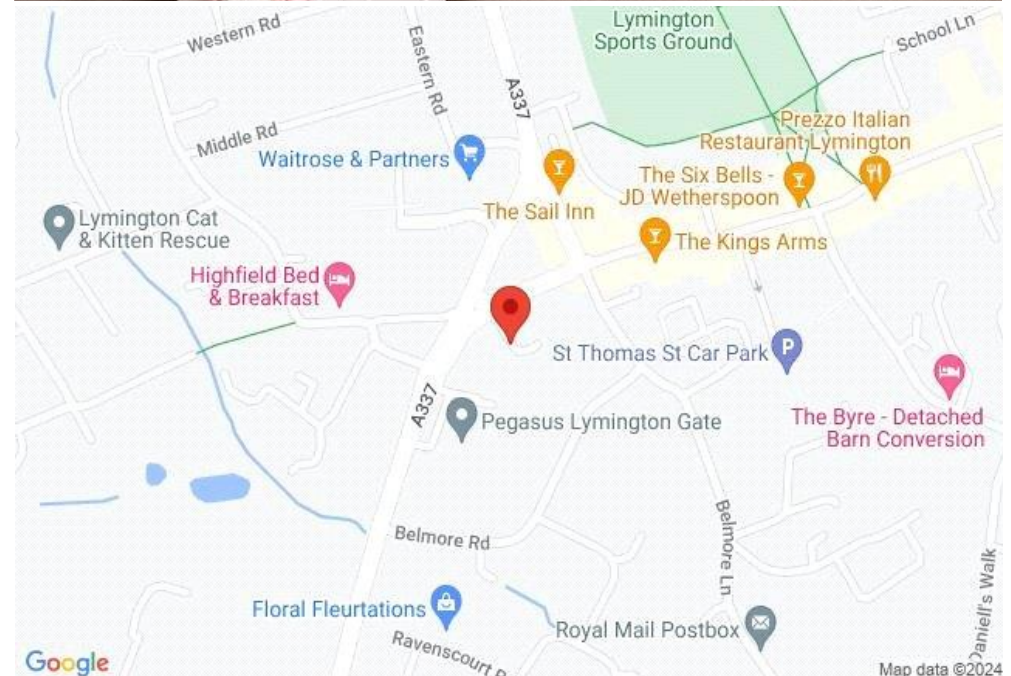 Western Rd
Eastern Rd
A337
Lymington
Sports Ground
School Ln
Middle Rd
Waitrose & Partners
Prezzo Italian
Restaurant Lymington
The Sail Inn
The Six Bells -
JD Wetherspoon
Lymington Cat
& Kitten Rescue
The Kings Arms
Highfield Bed
& Breakfast
St Thomas St Car Park
P
A337
Pegasus Lymington Gate
The Byre - Detached
Barn Conversion
Belmore Rd
Belmore Ln
Daniell's Walk
Floral Fleurtations
Royal Mail Postbox
Ravenscourt
Google
Map data ©2024